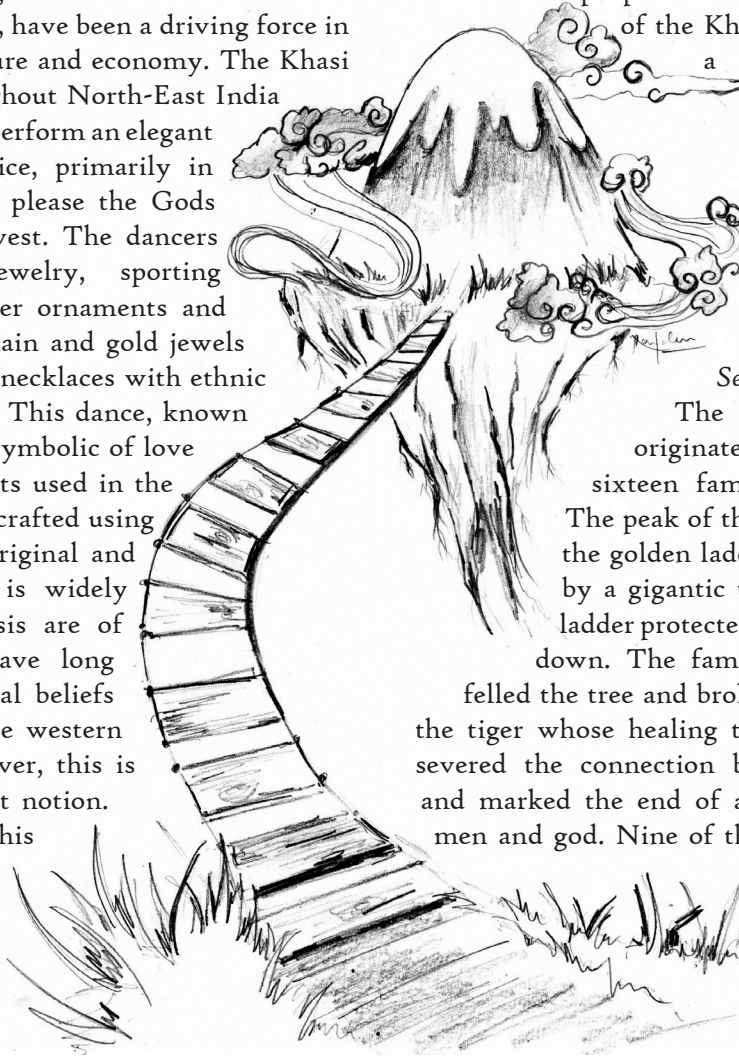 , have been a driving force in
ure and economy. The Khasi
ghout North-East India
erform an elegant
ice, primarily in
please the Gods
vest. The dancers
ewelry, sporting
er ornaments and
ain and gold jewels
necklaces with ethnic
This dance, known
ymbolic of love
ts used in the
crafted using
riginal and
is widely
sis are of
ave long
al beliefs
e western
ver, this is
t notion.
his
of the Kh
a
Se
The
originate
sixteen fam
The peak of th
the golden ladd
by a gigantic
ladder protecte
down. The fam
felled the tree and bro
the tiger whose healing
severed the connection b
and marked the end of a
men and god. Nine of th